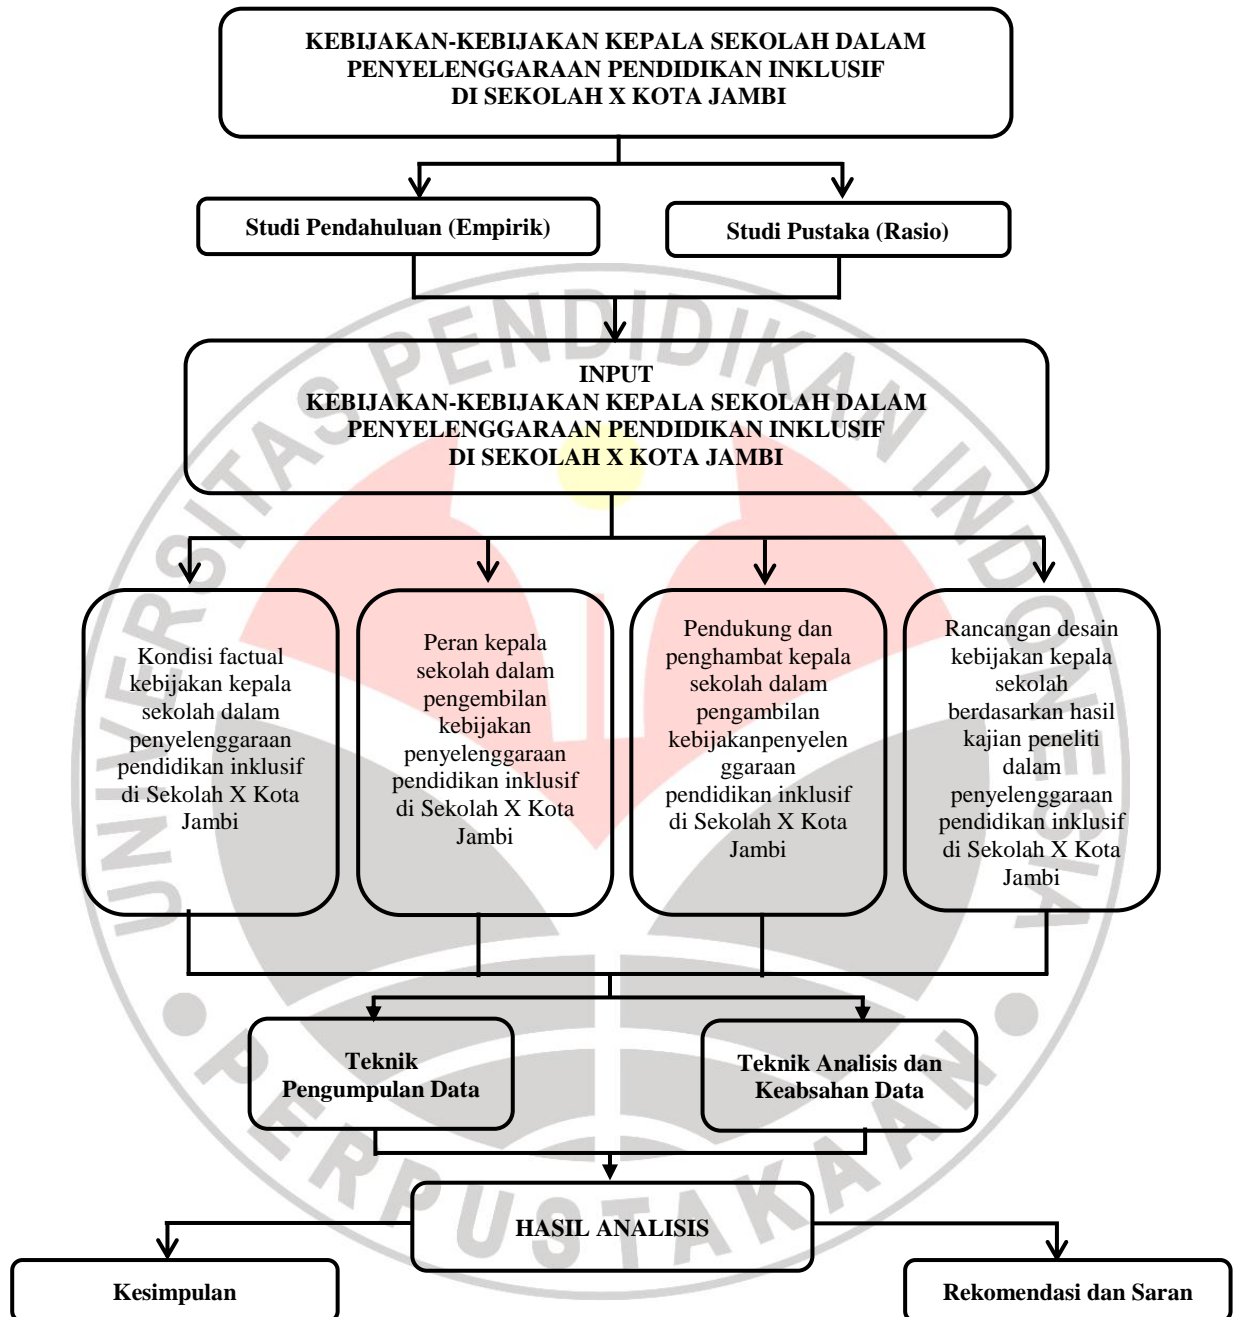 KEBIJAKAN-KEBIJAKAN KEPALA SEKOLAH DALAM
PENYELENGGARAAN PENDIDIKAN INKLUSIF
DI SEKOLAH X KOTA JAMBI
Studi Pendahuluan (Empirik)
Studi Pustaka (Rasio)
INPUT
KEBIJAKAN-KEBIJAKAN KEPALA SEKOLAH DALAM
PENYELENGGARAAN PENDIDIKAN INKLUSIF
DI SEKOLAH X KOTA JAMBI
Kondisi factual
kebijakan kepala
sekolah dalam
penyelenggaraan
pendidikan inklusif
di Sekolah X Kota
Jambi
Peran kepala
sekolah dalam
pengembilan
kebijakan
penyelenggaraan
pendidikan inklusif
di Sekolah X Kota
Jambi
Pendukung dan
penghambat kepala
sekolah dalam
pengambilan
kebijakanpenyelen
ggaraan
pendidikan inklusif
di Sekolah X Kota
Jambi
Rancangan desain
kebijakan kepala
sekolah
berdasarkan hasil
kajian peneliti
dalam
penyelenggaraan
pendidikan inklusif
di Sekolah X Kota
Jambi
Teknik
Pengumpulan Data
Teknik Analisis dan
Keabsahan Data
HASIL ANALISIS
Kesimpulan
Rekomendasi dan Saran
UNIVERSITAS PENDIDIKAN INDONESIA
PERPUSTAKAAN